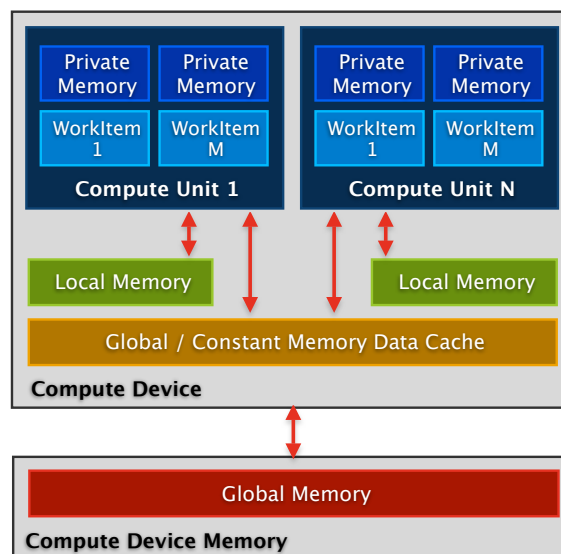 Private Memory
Private Memory
Private Memory
Private Memory
WorkItem 1
WorkItem M
WorkItem 1
WorkItem M
Compute Unit 1
Compute Unit N
Local Memory
Local Memory
Global / Constant Memory Data Cache
Compute Device
Global Memory
Compute Device Memory